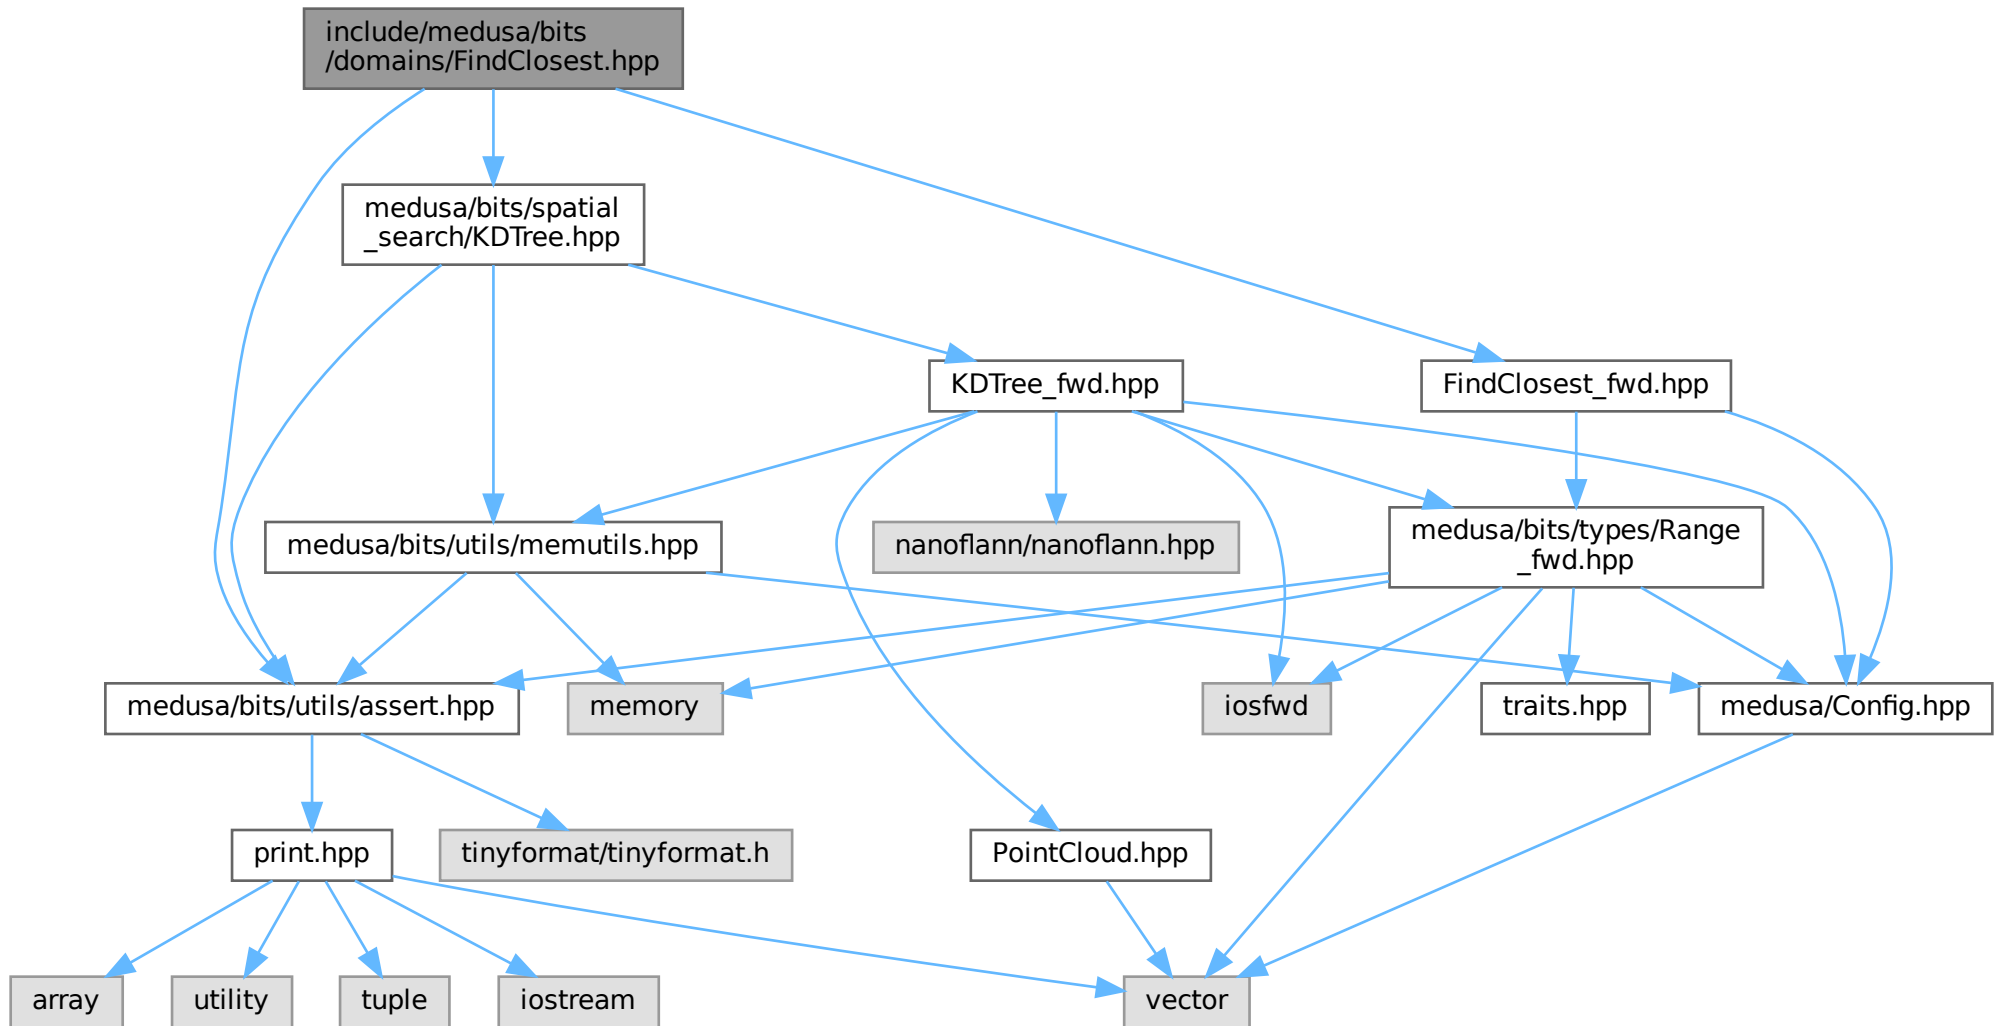 include/medusa/bits
/domains/FindClosest.hpp
medusa/bits/spatial
_search/KDTree.hpp
KDTree_fwd.hpp
FindClosest_fwd.hpp
medusa/bits/utils/memutils.hpp
nanoflann/nanoflann.hpp
medusa/bits/types/Range
_fwd.hpp
medusa/bits/utils/assert.hpp
memory
iosfwd
traits.hpp
medusa/Config.hpp
print.hpp
tinyformat/tinyformat.h
PointCloud.hpp
array
utility
tuple
iostream
vector